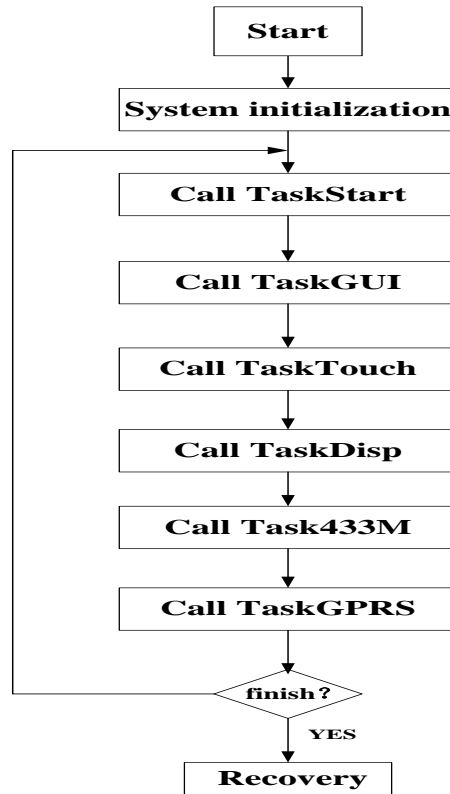 Start
System initialization
Call TaskStart
Call TaskGUI
Call TaskTouch
Call TaskDisp
Call Task433M
Call TaskGPRS
finish？
YES
Recovery